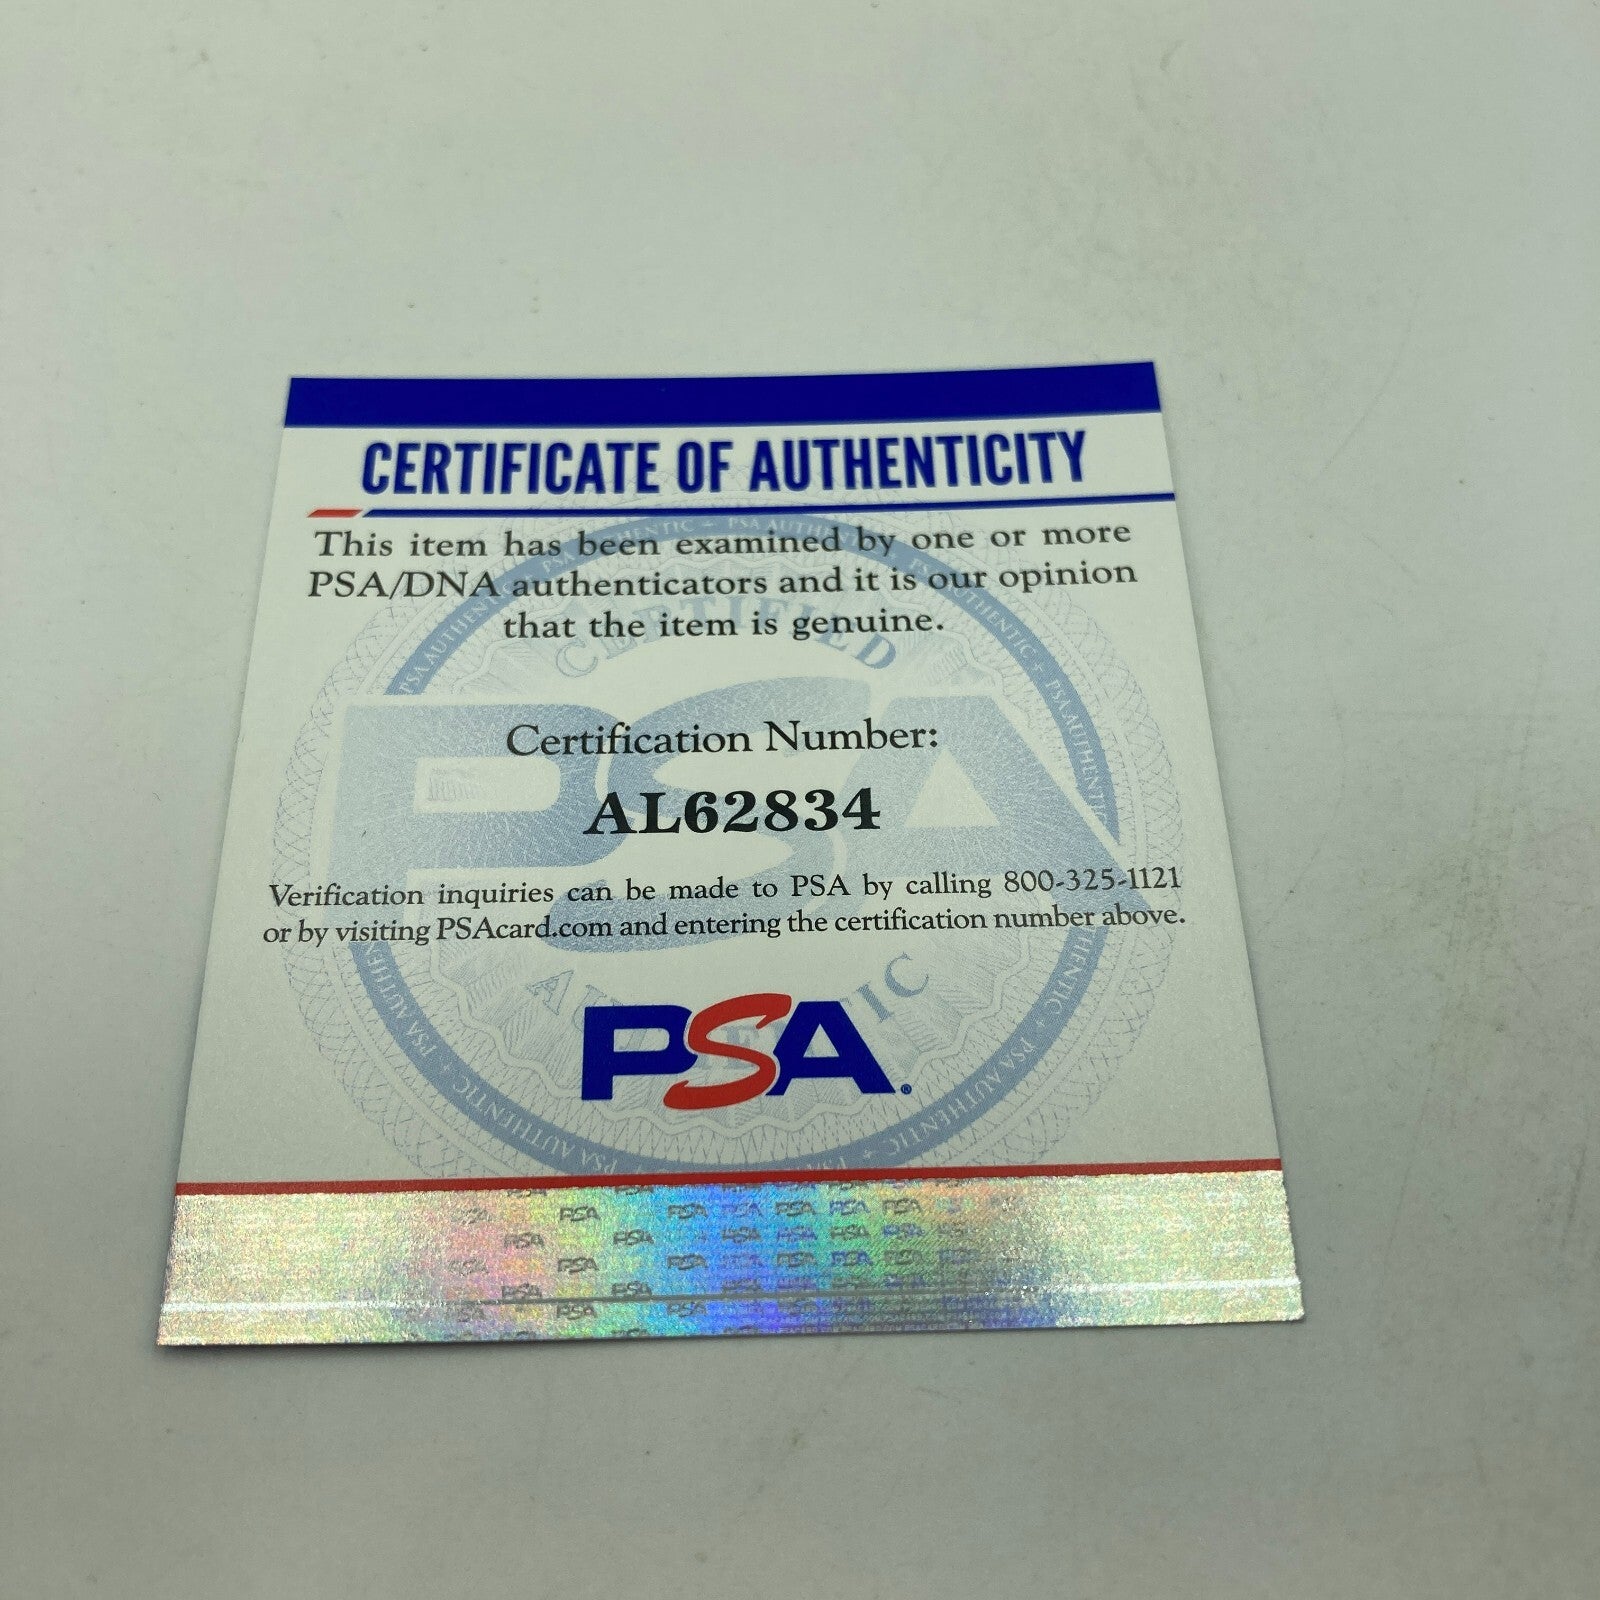 CERTIFICATE OF AUTHENTICITY
This item has been examined by one or more
PSA/DNA authenticators and it is our opinion
that the item is genuine.
CERTIFIED
Certification Number:
AL62834
Verification inquiries can be made to PSA by calling 800-325-1121
or by visiting PSAcard.com and entering the certification number above.
AUTHENTIC
PSA®